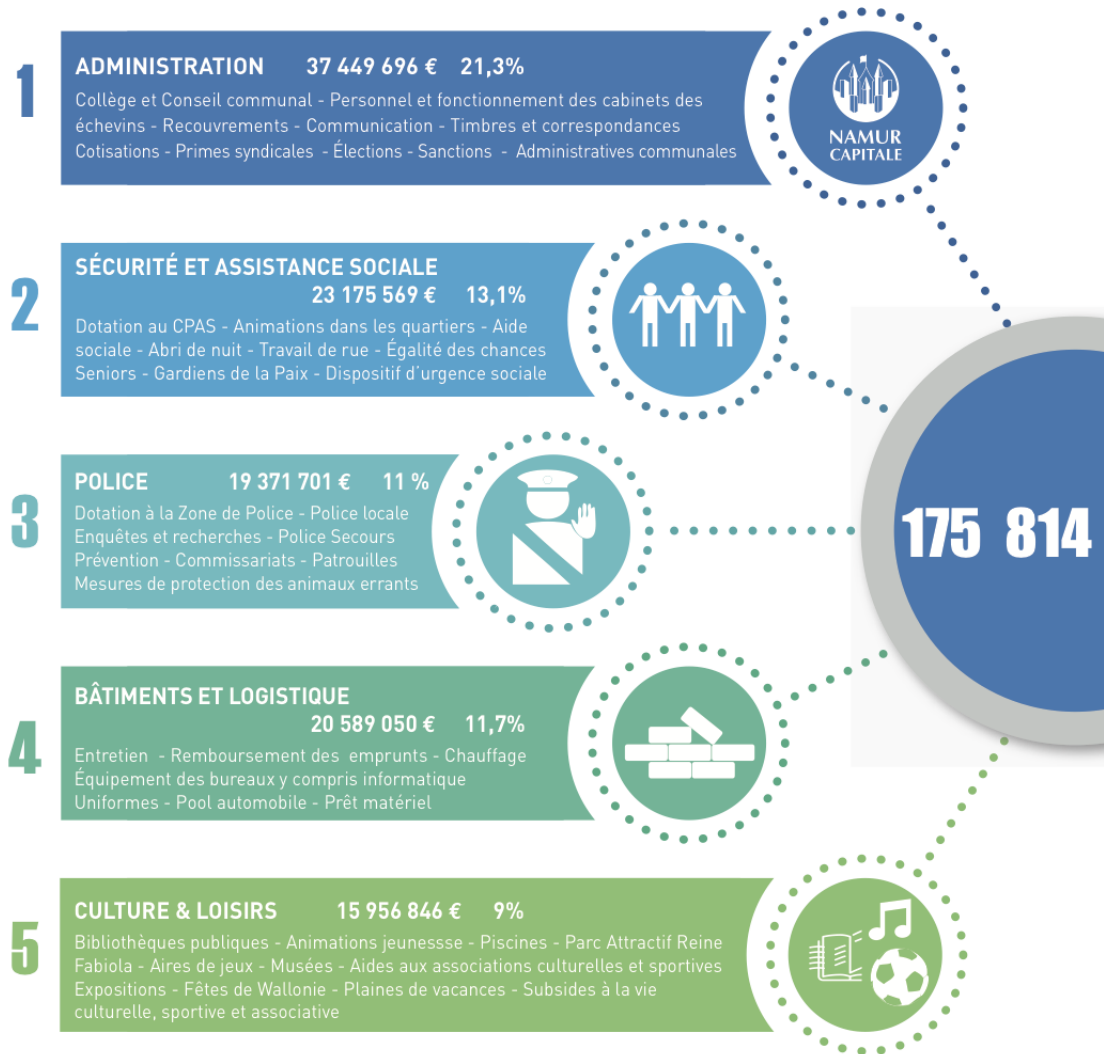 1
ADMINISTRATION 37 449 696 € 21,3%
Collège et Conseil communal - Personnel et fonctionnement des cabinets des
échevins - Recouvrements - Communication - Timbres et correspondances
Cotisations - Primes syndicales - Élections - Sanctions - Administratives communales
NAMUR
CAPITALE
2
SÉCURITÉ ET ASSISTANCE SOCIALE
23 175 569 € 13,1%
Dotation au CPAS - Animations dans les quartiers - Aide
sociale - Abri de nuit - Travail de rue - Égalité des chances
Seniors - Gardiens de la Paix - Dispositif d'urgence sociale
3
POLICE 19 371 701 € 11 %
Dotation à la Zone de Police - Police locale
Enquêtes et recherches - Police Secours
Prévention - Commissariats - Patrouilles
Mesures de protection des animaux errants
175 814
4
BÂTIMENTS ET LOGISTIQUE
20 589 050 € 11,7%
Entretien - Remboursement des emprunts - Chauffage
Équipement des bureaux y compris informatique
Uniformes - Pool automobile - Prêt matériel
5
CULTURE & LOISIRS 15 956 846 € 9%
Bibliothèques publiques - Animations jeunessse - Piscines - Parc Attractif Reine
Fabiola - Aires de jeux - Musées - Aides aux associations culturelles et sportives
Expositions - Fêtes de Wallonie - Plaines de vacances - Subsides à la vie
culturelle, sportive et associative